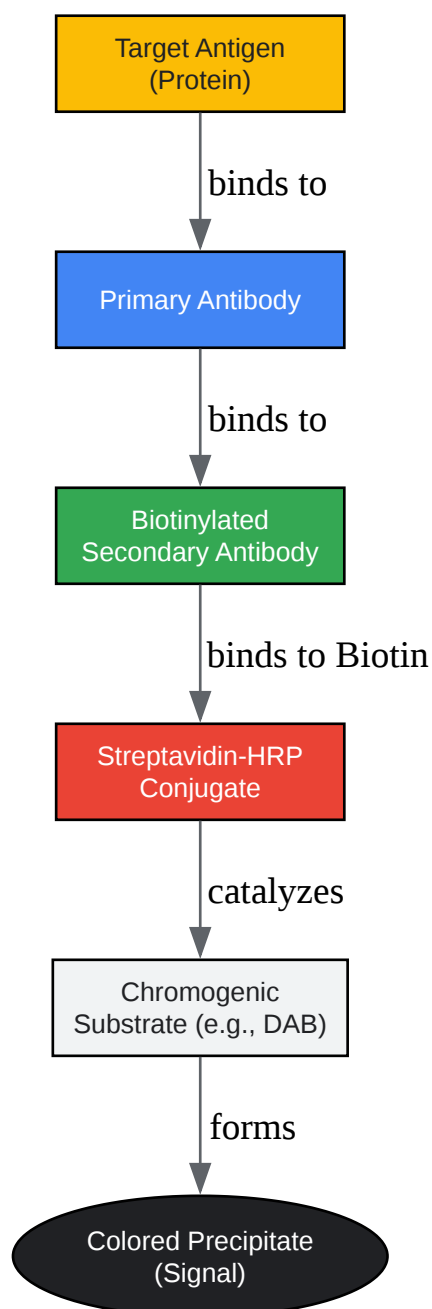 Target Antigen
(Protein)
binds to
Primary Antibody
binds to
Biotinylated
Secondary Antibody
binds to Biotin
Streptavidin-HRP
Conjugate
catalyzes
Chromogenic
Substrate (e.g., DAB)
forms
Colored Precipitate
(Signal)